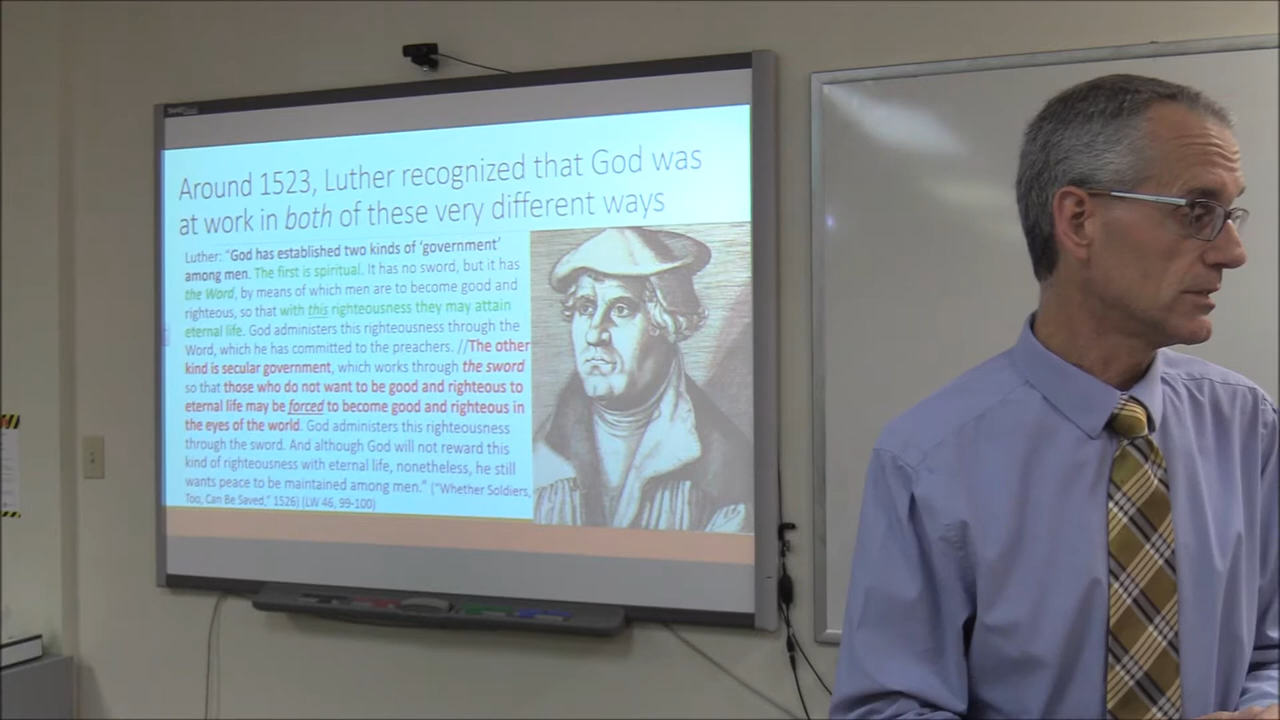 Around 1523, Luther recognized that God was
at work in both of these very different ways
Luther: “God has established two kinds of ‘government’
among men. The first is spiritual. It has no sword, but it has
the Word, by means of which men are to become good and
righteous, so that with this righteousness they may attain
eternal life. God administers this righteousness through the
Word, which he has committed to the preachers. //The other
kind is secular government, which works through the sword
so that those who do not want to be good and righteous to
eternal life may be forced to become good and righteous in
the eyes of the world. God administers this righteousness
through the sword. And although God will not reward this
kind of righteousness with eternal life, nonetheless, he still
wants peace to be maintained among men.” (“Whether Soldiers,
Too, Can Be Saved,” 1526) (LW 46, 99-100)